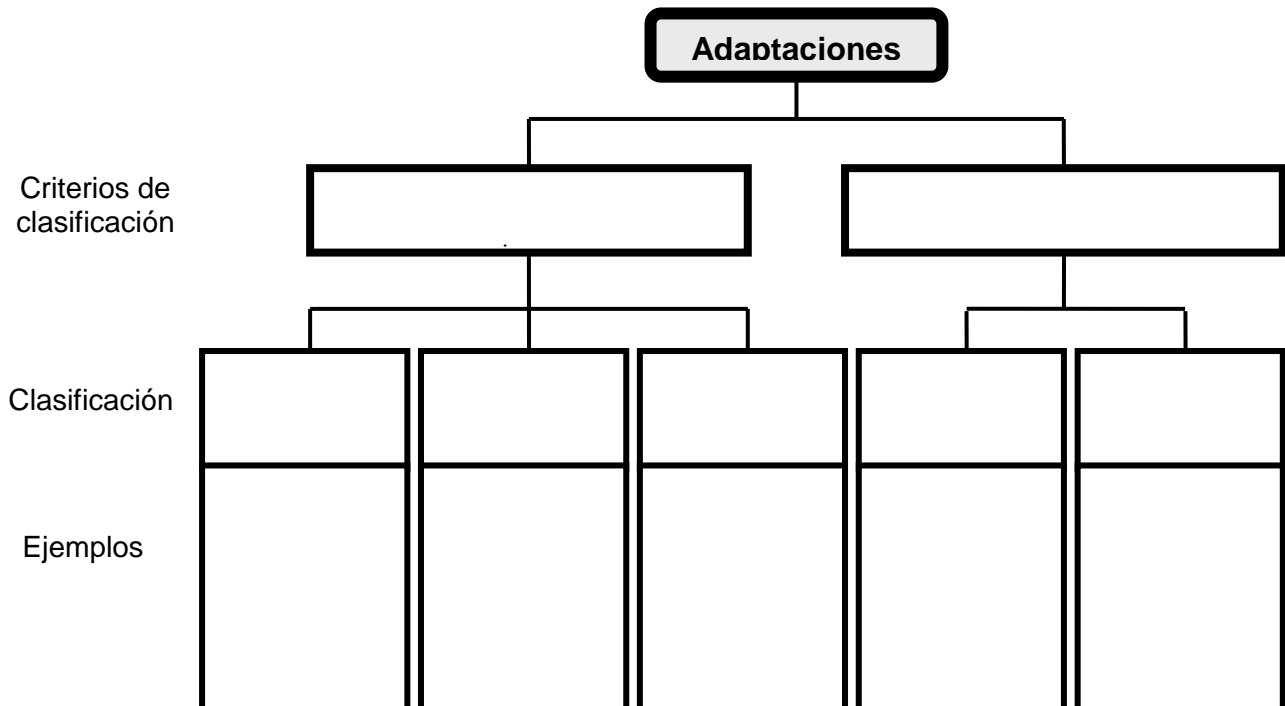 Adaptaciones
Criterios de
clasificación
Clasificación
Ejemplos